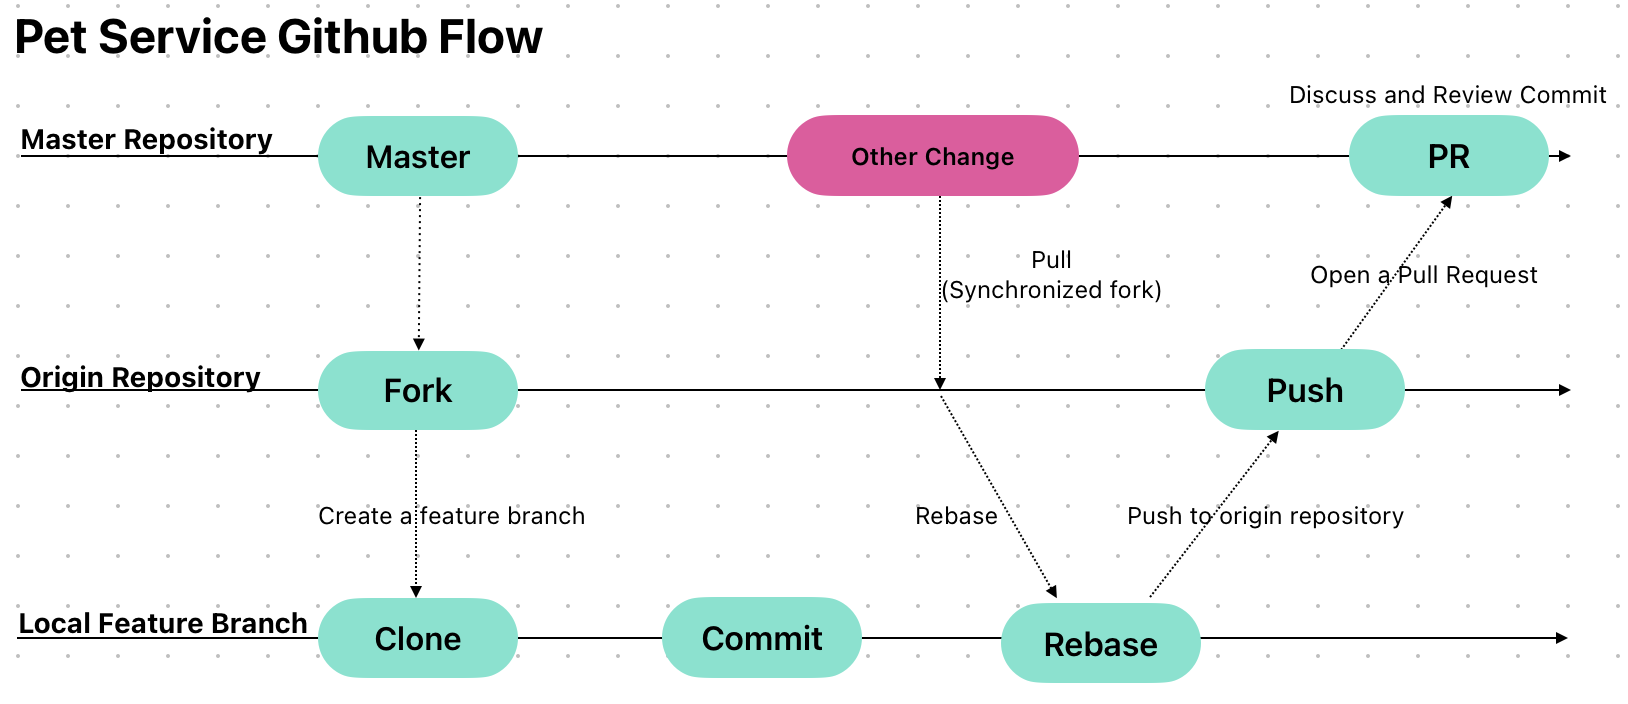 Pet Service Github Flow
Discuss and Review Commit
Master Repository
Master
Other Change
PR
Pull
(Synchronized fork)
Open a Pull Request
Origin Repository
Fork
Push
Create a feature branch
Rebase
Push to origin repository
Local Feature Branch
Clone
Commit
Rebase